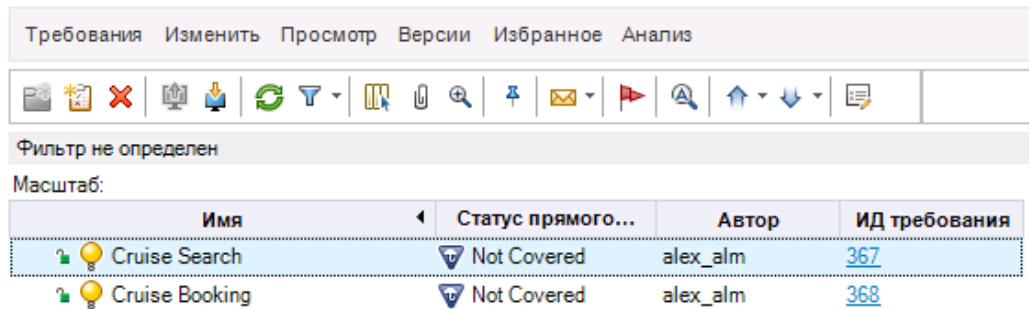 Требования Изменить Просмотр Версии Избранное Анализ
Фильтр не определен
Масштаб:
Имя Статус прямого... Автор ИД требования
Cruise Search Not Covered alex_alm 367
Cruise Booking Not Covered alex_alm 368